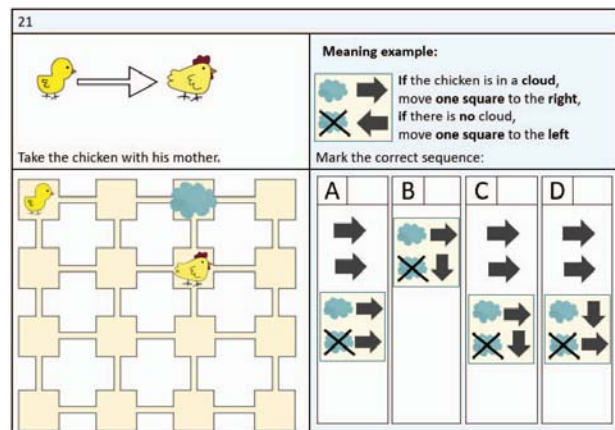 21
Take the chicken with his mother.
Meaning example:
If the chicken is in a cloud,
move one square to the right,
if there is no cloud,
move one square to the left
Mark the correct sequence:
A B C D